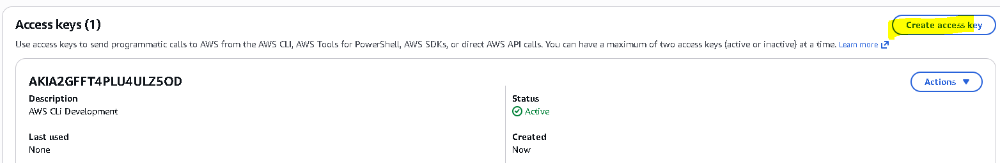 Access keys (1)
Create access key
Use access keys to send programmatic calls to AWS from the AWS CLI, AWS Tools for PowerShell, AWS SDKs, or direct AWS API calls. You can have a maximum of two access keys (active or inactive) at a time. Learn more
AKIA2GFFT4PLU4ULZ5OD
Actions
Description
AWS CLi Development
Status
Active
Last used
None
Created
Now